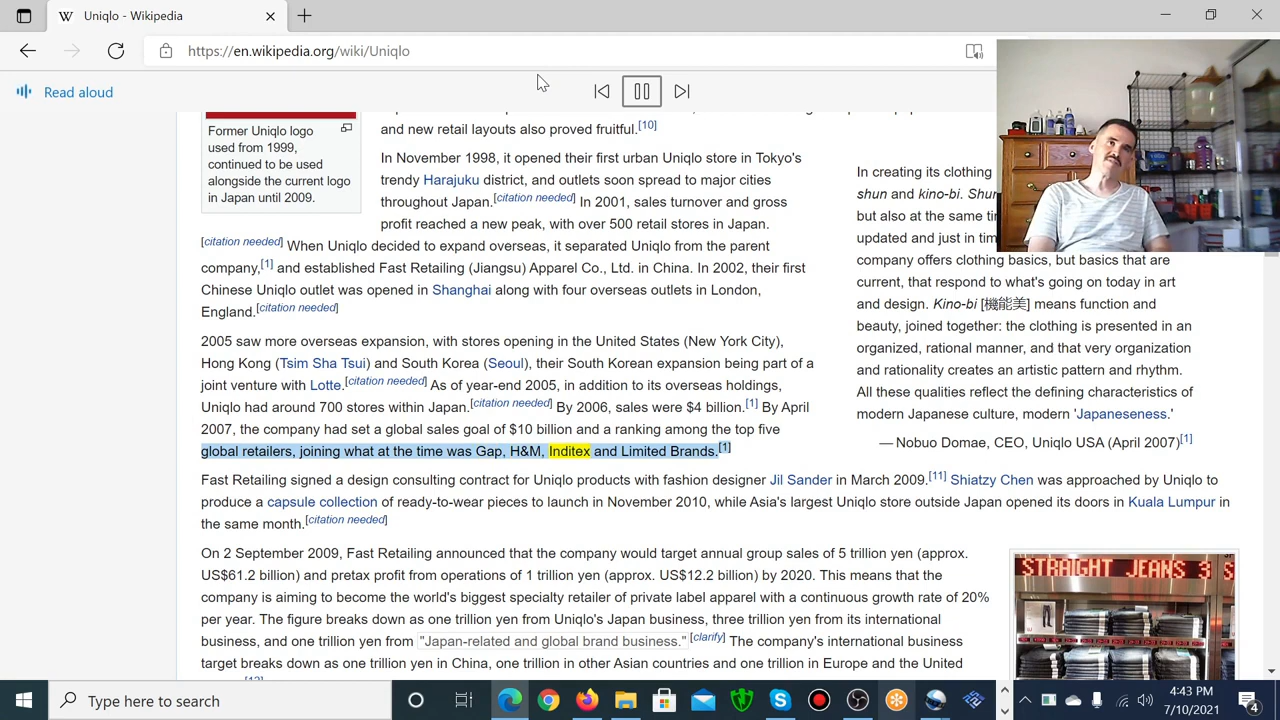 Uniqlo - Wikipedia
https://en.wikipedia.org/wiki/Uniqlo
Read aloud
Former Uniqlo logo
used from 1999,
continued to be used
alongside the current logo
in Japan until 2009.
and new retail layouts also proved fruitful.[10]
In November 1998, it opened their first urban Uniqlo store in Tokyo's
trendy Harajuku district, and outlets soon spread to major cities
throughout Japan.[citation needed] In 2001, sales turnover and gross
profit reached a new peak, with over 500 retail stores in Japan.
[citation needed] When Uniqlo decided to expand overseas, it separated Uniqlo from the parent
company,[1] and established Fast Retailing (Jiangsu) Apparel Co., Ltd. in China. In 2002, their first
Chinese Uniqlo outlet was opened in Shanghai along with four overseas outlets in London,
England.[citation needed]
2005 saw more overseas expansion, with stores opening in the United States (New York City),
Hong Kong (Tsim Sha Tsui) and South Korea (Seoul), their South Korean expansion being part of a
joint venture with Lotte.[citation needed] As of year-end 2005, in addition to its overseas holdings,
Uniqlo had around 700 stores within Japan.[citation needed] By 2006, sales were $4 billion.[1] By April
2007, the company had set a global sales goal of $10 billion and a ranking among the top five
global retailers, joining what at the time was Gap, H&M, Inditex and Limited Brands.[1]
In creating its clothing
shun and kino-bi. Shun
but also at the same
updated and just in
company offers clothing basics, but basics that are
current, that respond to what's going on today in art
and design. Kino-bi [機能美] means function and
beauty, joined together: the clothing is presented in an
organized, rational manner, and that very organization
and rationality creates an artistic pattern and rhythm.
All these qualities reflect the defining characteristics of
modern Japanese culture, modern 'Japaneseness.'
— Nobuo Domae, CEO, Uniqlo USA (April 2007)[1]
Fast Retailing signed a design consulting contract for Uniqlo products with fashion designer Jil Sander in March 2009.[11] Shiatzy Chen was approached by Uniqlo to
produce a capsule collection of ready-to-wear pieces to launch in November 2010, while Asia's largest Uniqlo store outside Japan opened its doors in Kuala Lumpur in
the same month.[citation needed]
On 2 September 2009, Fast Retailing announced that the company would target annual group sales of 5 trillion yen (approx.
US$61.2 billion) and pretax profit from operations of 1 trillion yen (approx. US$12.2 billion) by 2020. This means that the
company is aiming to become the world's biggest specialty retailer of private label apparel with a continuous growth rate of 20%
per year. The figure breaks down as one trillion yen from Uniqlo's Japan business, three trillion yen from its international
business, and one trillion yen from "Japan-related and global brand business." [clarify] The company's international business
target breaks down as one trillion yen in China, one trillion in other Asian countries and one trillion in Europe and the United
STRAIGHT JEANS 3 S
Type here to search
4:43 PM
7/10/2021
4